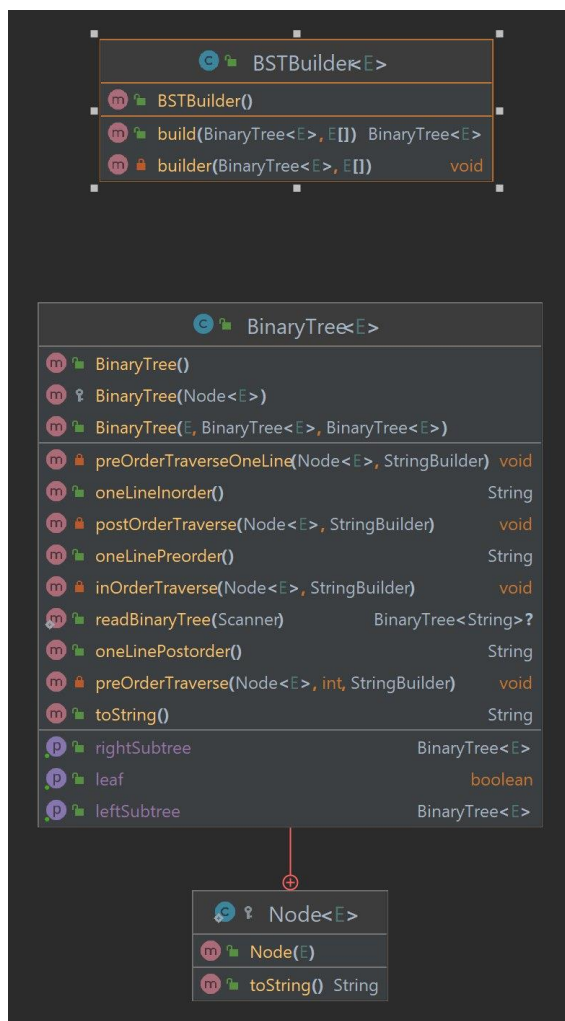 BSTBuilder<E>
BSTBuilder()
build(BinaryTree<E>, E[]) BinaryTree<E>
builder(BinaryTree<E>, E[]) void
BinaryTree<E>
BinaryTree()
BinaryTree(Node<E>)
BinaryTree(E, BinaryTree<E>, BinaryTree<E>)
preOrderTraverseOneLine(Node<E>, StringBuilder) void
oneLineInorder() String
postOrderTraverse(Node<E>, StringBuilder) void
oneLinePreorder() String
inOrderTraverse(Node<E>, StringBuilder) void
readBinaryTree(Scanner) BinaryTree<String>?
oneLinePostorder() String
preOrderTraverse(Node<E>, int, StringBuilder) void
toString() String
rightSubtree BinaryTree<E>
leaf boolean
leftSubtree BinaryTree<E>
Node<E>
Node(E)
toString() String